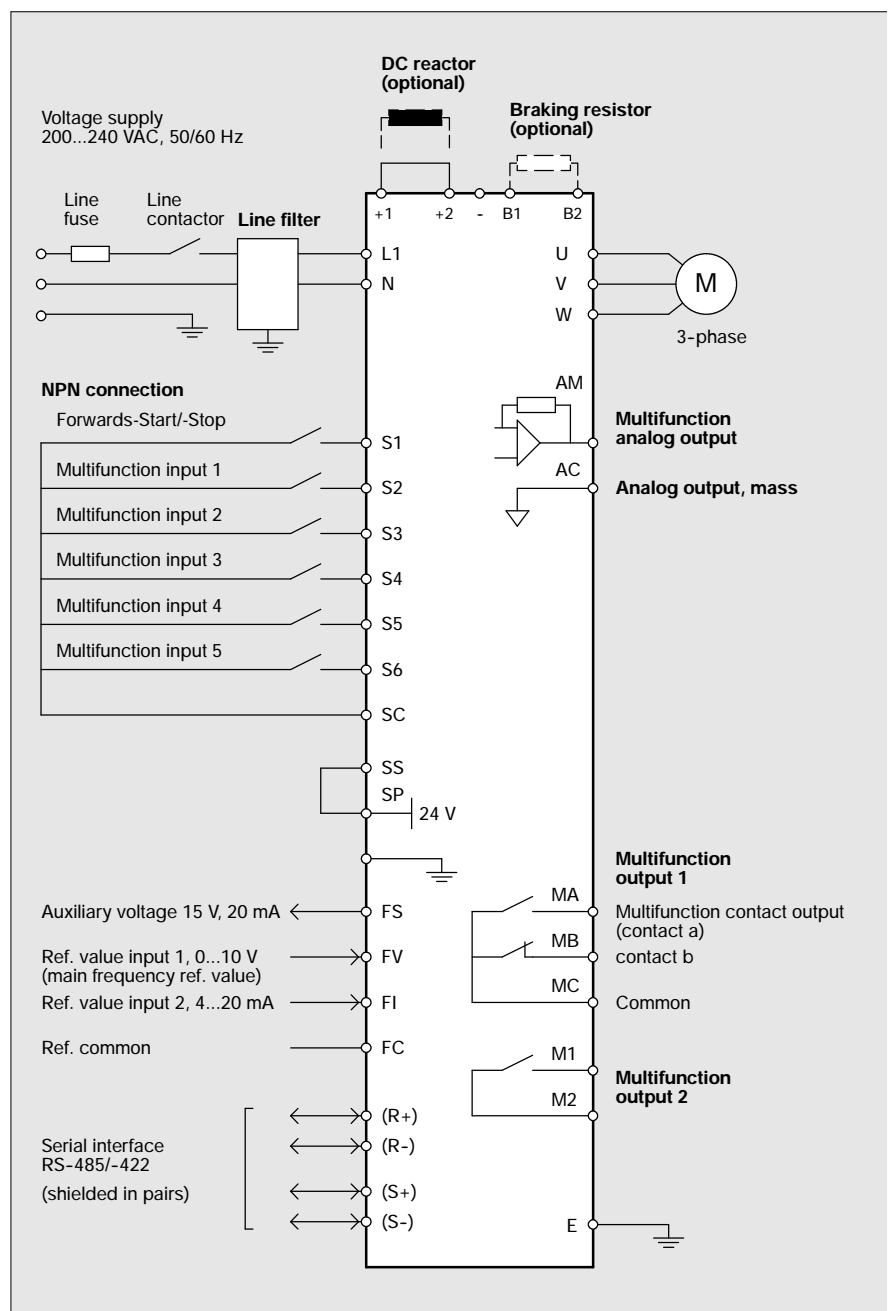 DC reactor
(optional)
Braking resistor
(optional)
Voltage supply
200...240 VAC, 50/60 Hz
Line
fuse
Line
contactor
Line filter
+1
+2
-
B1
B2
L1
N
U
V
W
M
3-phase
NPN connection
Forwards-Start/-Stop
S1
Multifunction input 1
S2
Multifunction input 2
S3
Multifunction input 3
S4
Multifunction input 4
S5
Multifunction input 5
S6
SC
AM
Multifunction
analog output
AC
Analog output, mass
SS
SP
24 V
Auxiliary voltage 15 V, 20 mA
FS
Ref. value input 1, 0...10 V
(main frequency ref. value)
FV
Ref. value input 2, 4...20 mA
FI
Ref. common
FC
Multifunction
output 1
MA
Multifunction contact output
(contact a)
MB
contact b
MC
Common
M1
Multifunction
output 2
M2
Serial interface
RS-485/-422
(shielded in pairs)
(R+)
(R-)
(S+)
(S-)
E